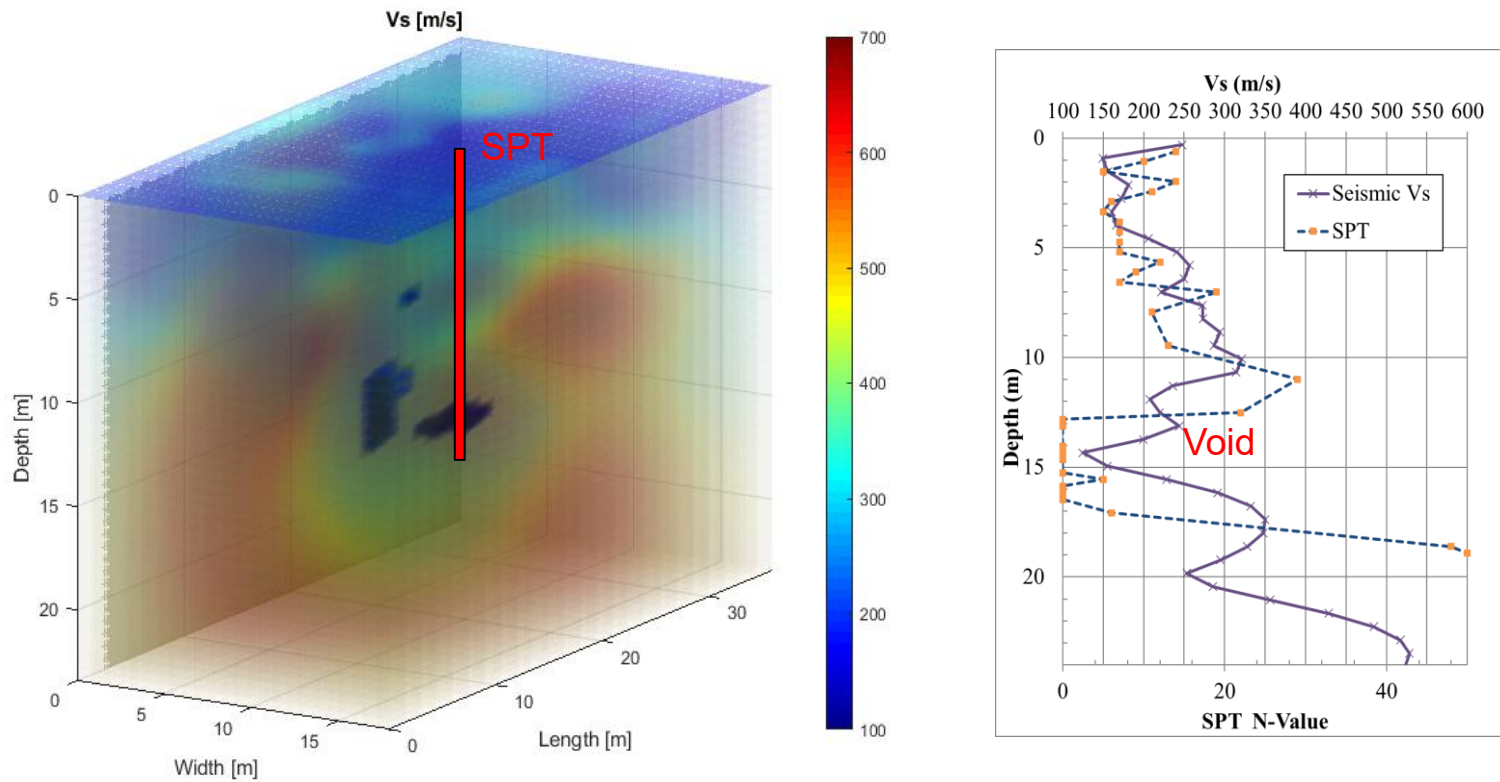 Vs [m/s]
SPT
0
5
10
15
20
Depth [m]
0
5
10
15
Width [m]
0
10
20
30
Length [m]
700
600
500
400
300
200
100
Vs (m/s)
100 150 200 250 300 350 400 450 500 550 600
0
5
10
15
20
Depth (m)
Seismic Vs
SPT
Void
0 20 40
SPT N-Value